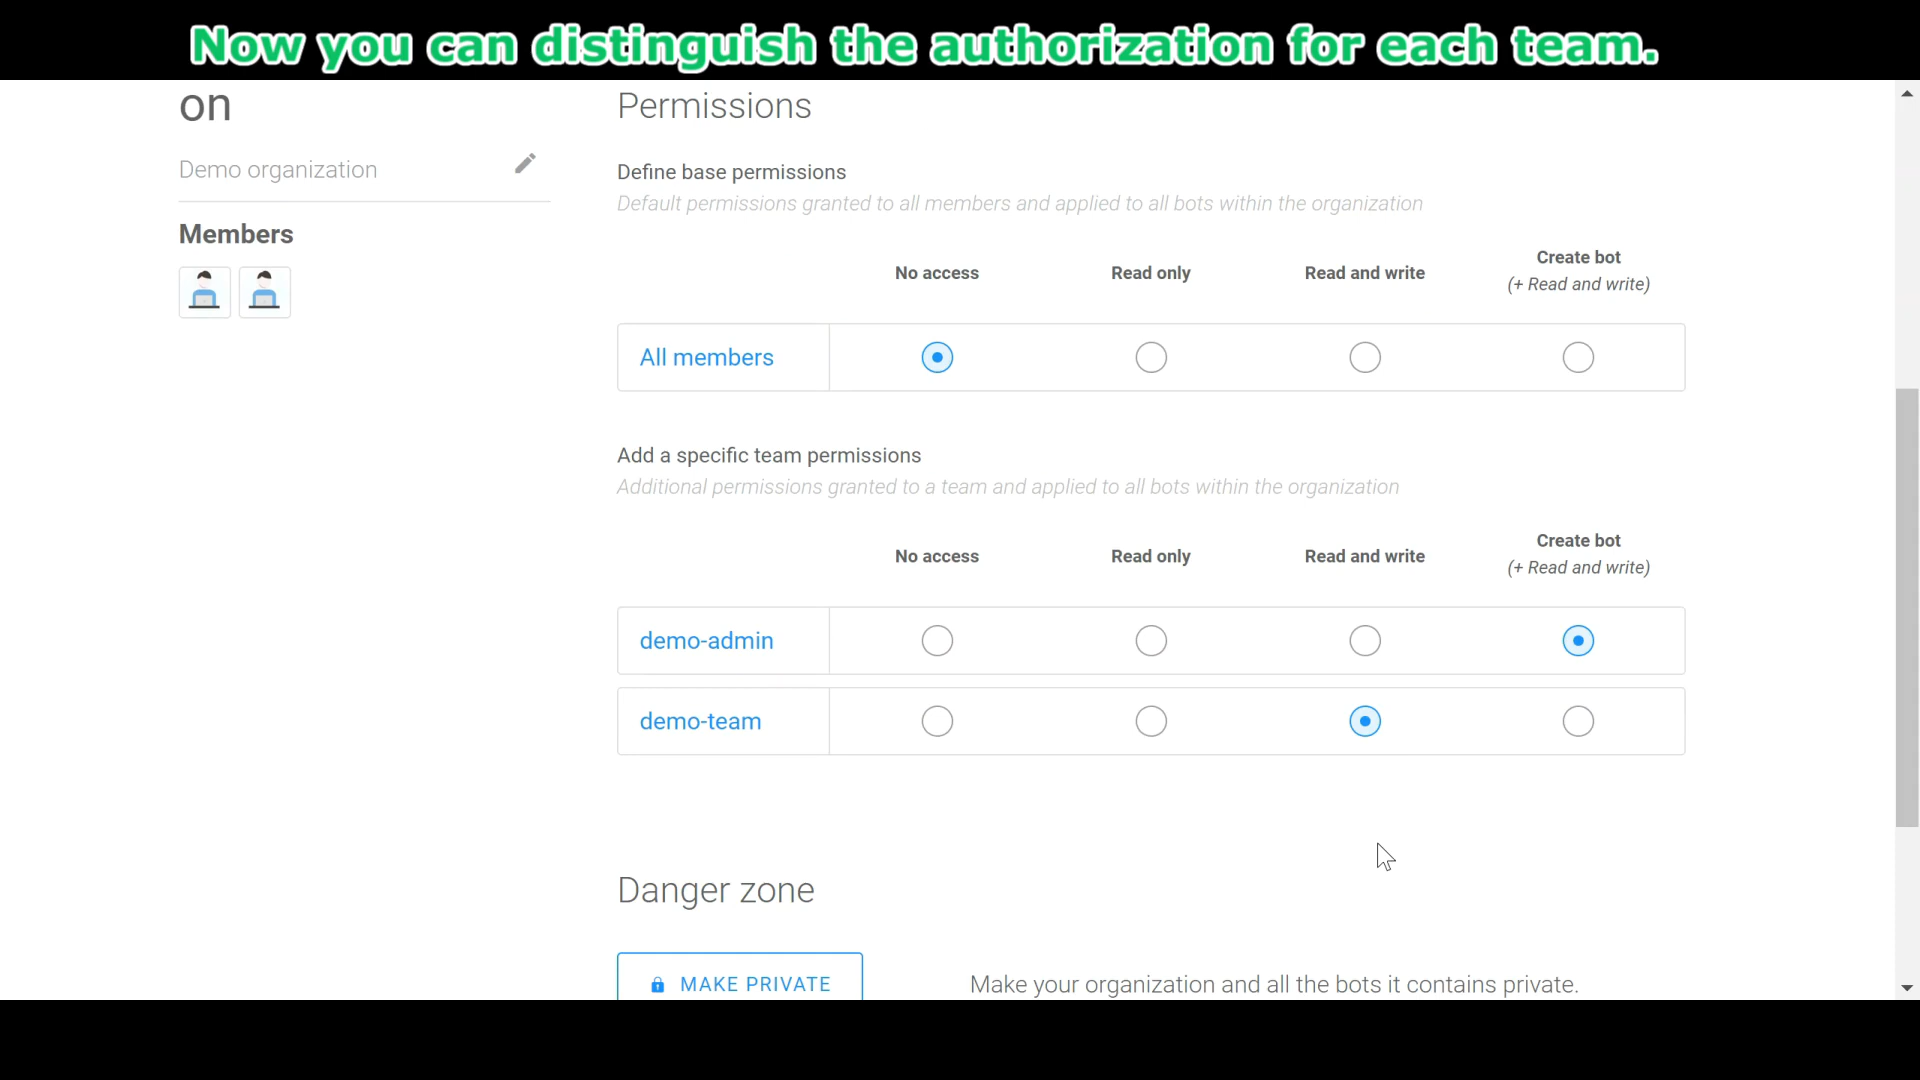 Now you can distinguish the authorization for each team.
on
Demo organization
Members
Permissions
Define base permissions
Default permissions granted to all members and applied to all bots within the organization
No access
Read only
Read and write
Create bot
(+ Read and write)
All members
Add a specific team permissions
Additional permissions granted to a team and applied to all bots within the organization
No access
Read only
Read and write
Create bot
(+ Read and write)
demo-admin
demo-team
Danger zone
MAKE PRIVATE
Make your organization and all the bots it contains private.